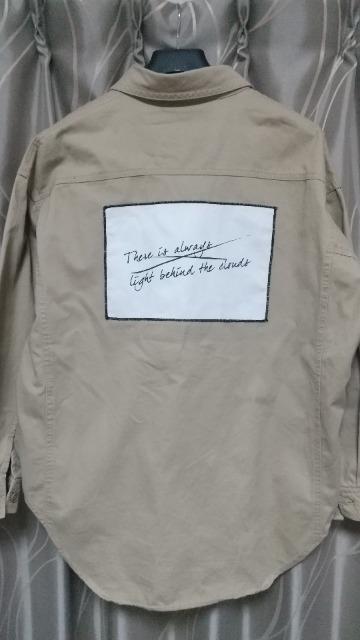 There is always
light behind the clouds